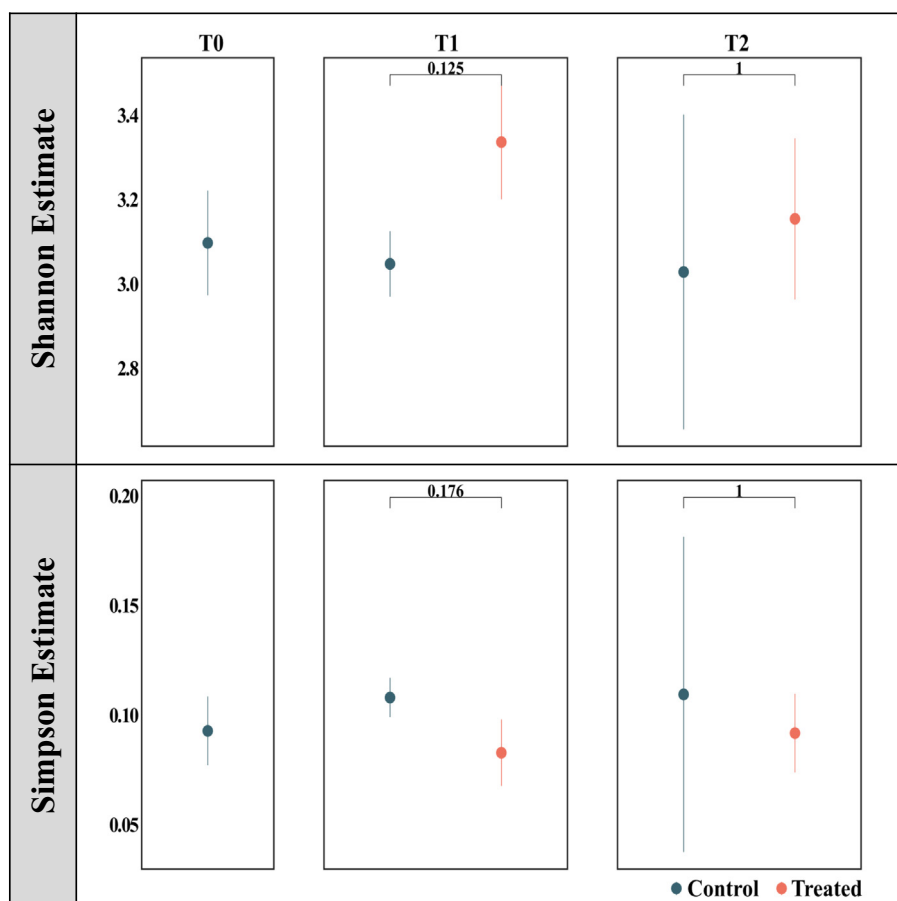 T0 T1 T2
Shannon Estimate
0.125 1
3.4
3.2
3.0
2.8
Simpson Estimate
0.176 1
0.20
0.15
0.10
0.05
Control Treated